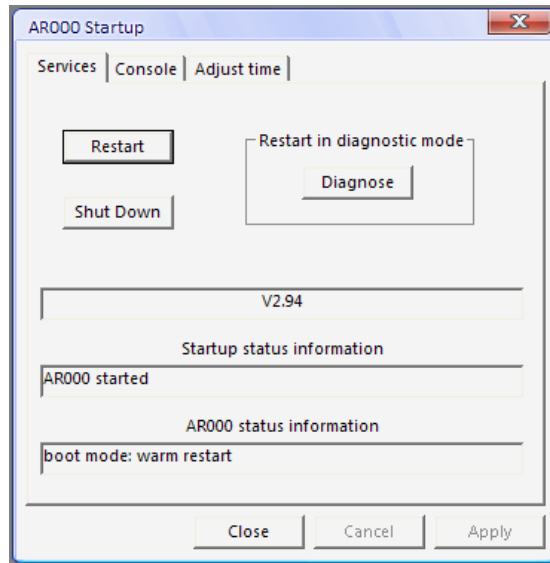 AR000 Startup
Services Console Adjust time
Restart
Restart in diagnostic mode
Diagnose
Shut Down
V2.94
Startup status information
AR000 started
AR000 status information
boot mode: warm restart
Close Cancel Apply